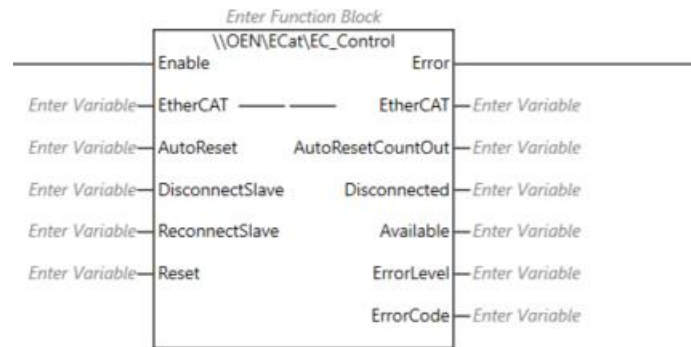 Enter Function Block
\\OEN\ECat\EC_Control
Enable Error
Enter Variable EtherCAT EtherCAT Enter Variable
Enter Variable AutoReset AutoResetCountOut Enter Variable
Enter Variable DisconnectSlave Disconnected Enter Variable
Enter Variable ReconnectSlave Available Enter Variable
Enter Variable Reset ErrorLevel Enter Variable
ErrorCode Enter Variable